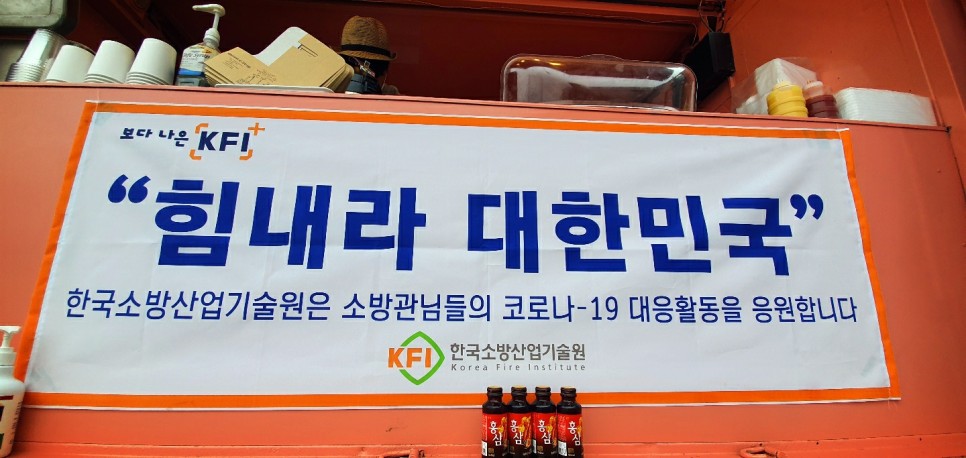 보다 나은 KFI+
“힘내라 대한민국”
한국소방산업기술원은 소방관님들의 코로나-19 대응활동을 응원합니다
KFI 한국소방산업기술원
Korea Fire Institute
홍삼 홍삼 홍삼 홍삼